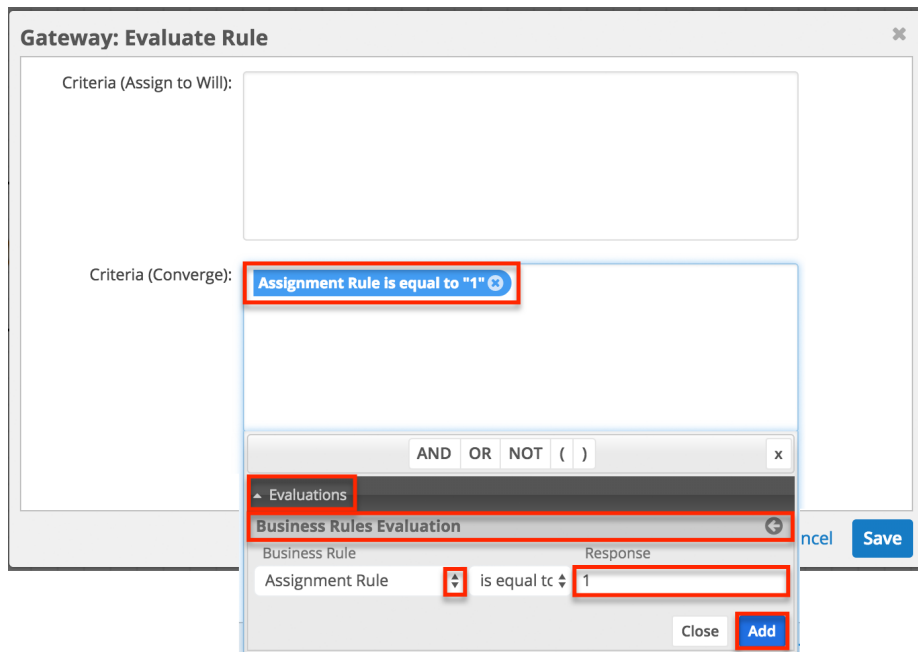 Gateway: Evaluate Rule
Criteria (Assign to Will):
Criteria (Converge):
Assignment Rule is equal to "1"
AND OR NOT ( ) x
Evaluations
Business Rules Evaluation
ncel Save
Business Rule Response
Assignment Rule is equal tc 1
Close Add